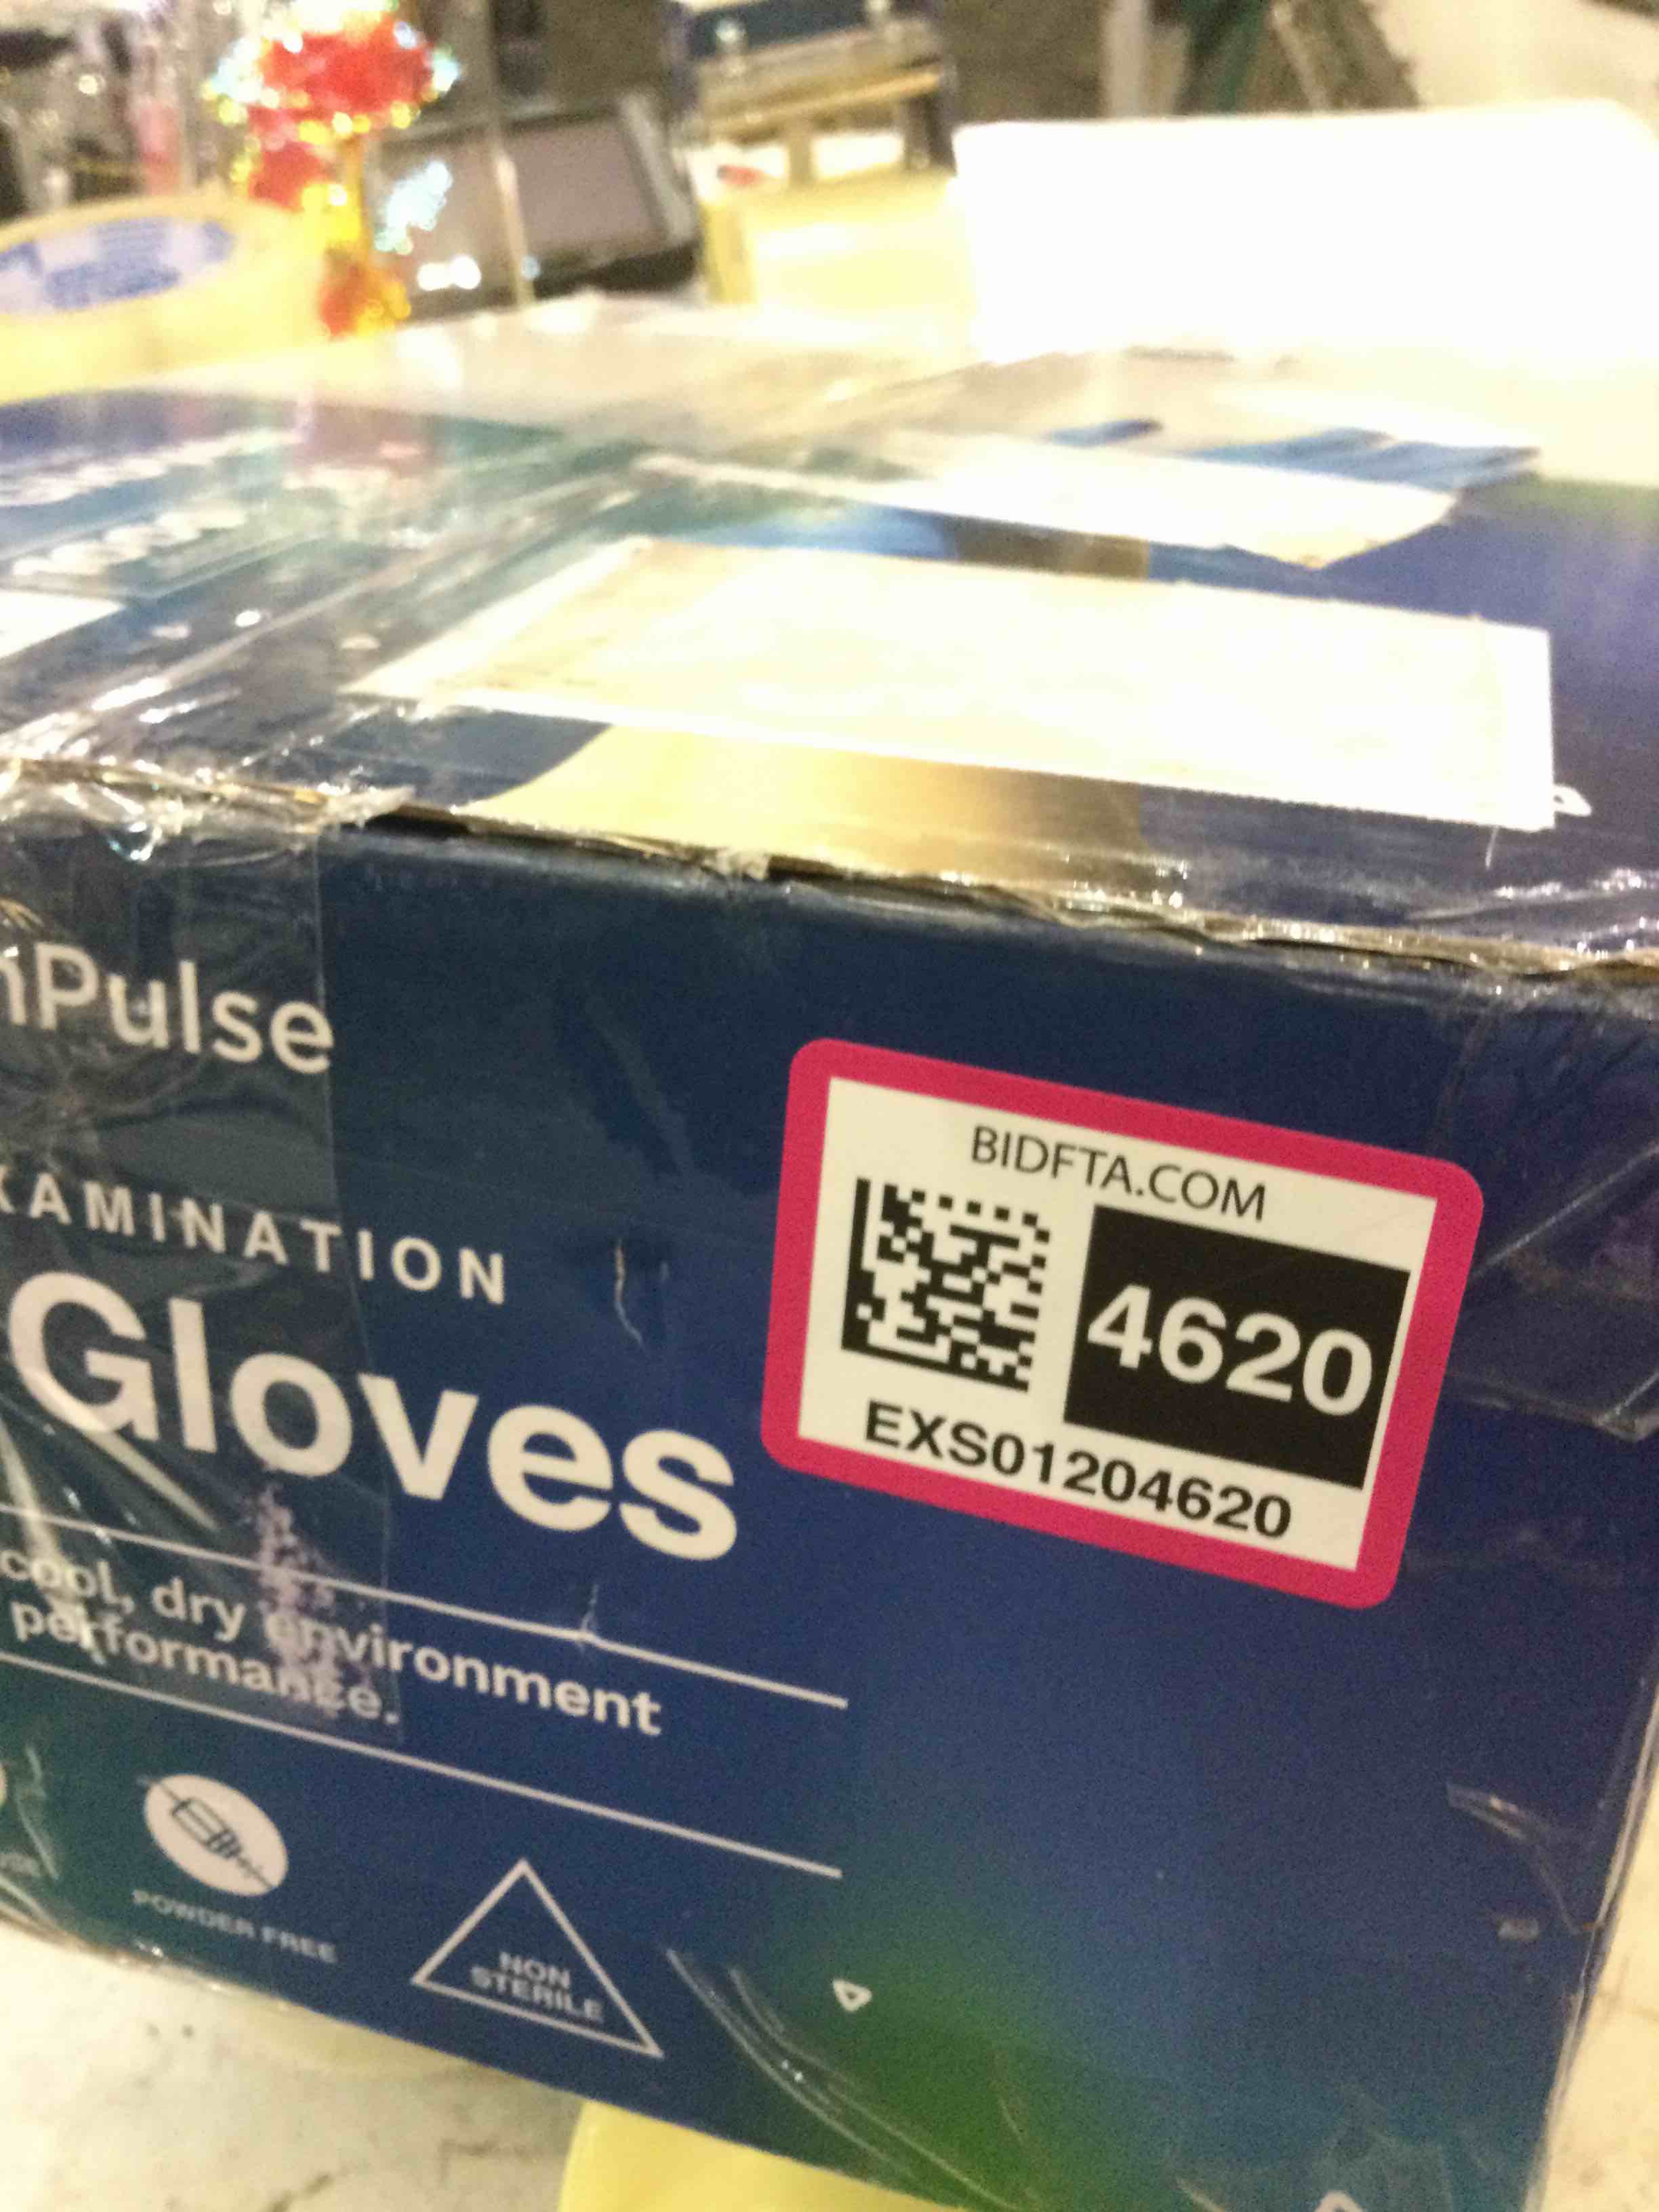 nPulse
XAMINATION
Gloves
cool, dry environment
performance.
POWDER FREE
NON
STERILE
BIDFTA.COM
4620
EXS01204620